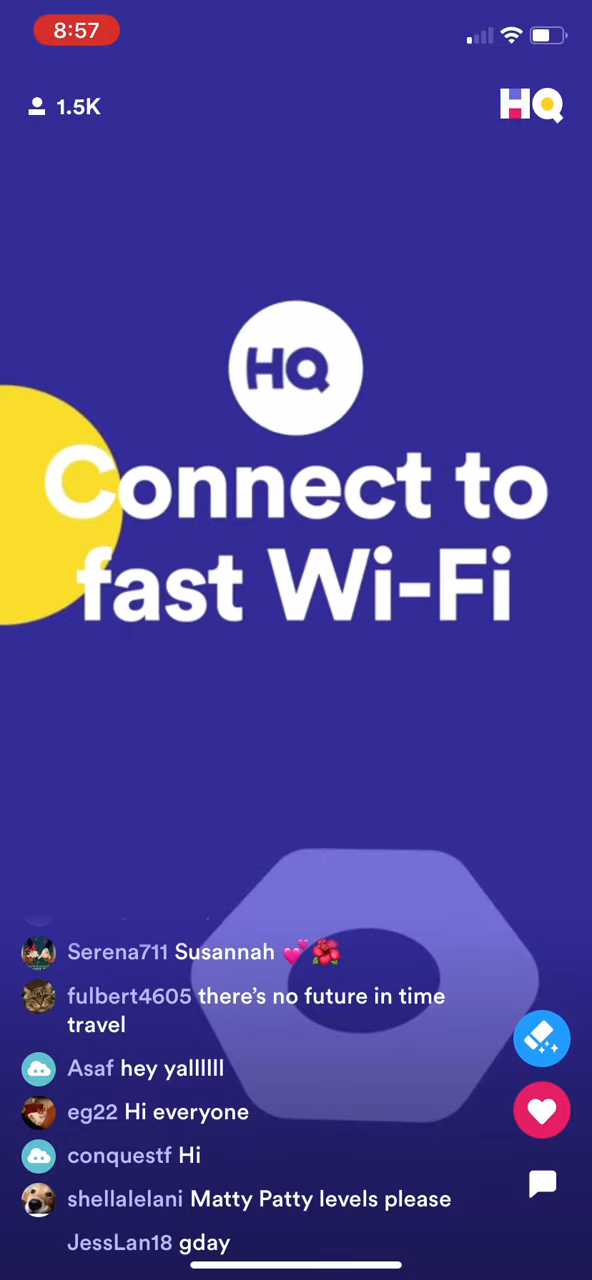 8:57
1.5K
HQ
HQ
Connect to
fast Wi-Fi
Serena711 Susannah 💕🌺
fulbert4605 there's no future in time
travel
Asaf hey yallllll
eg22 Hi everyone
conquestf Hi
shellalelani Matty Patty levels please
JessLan18 gday